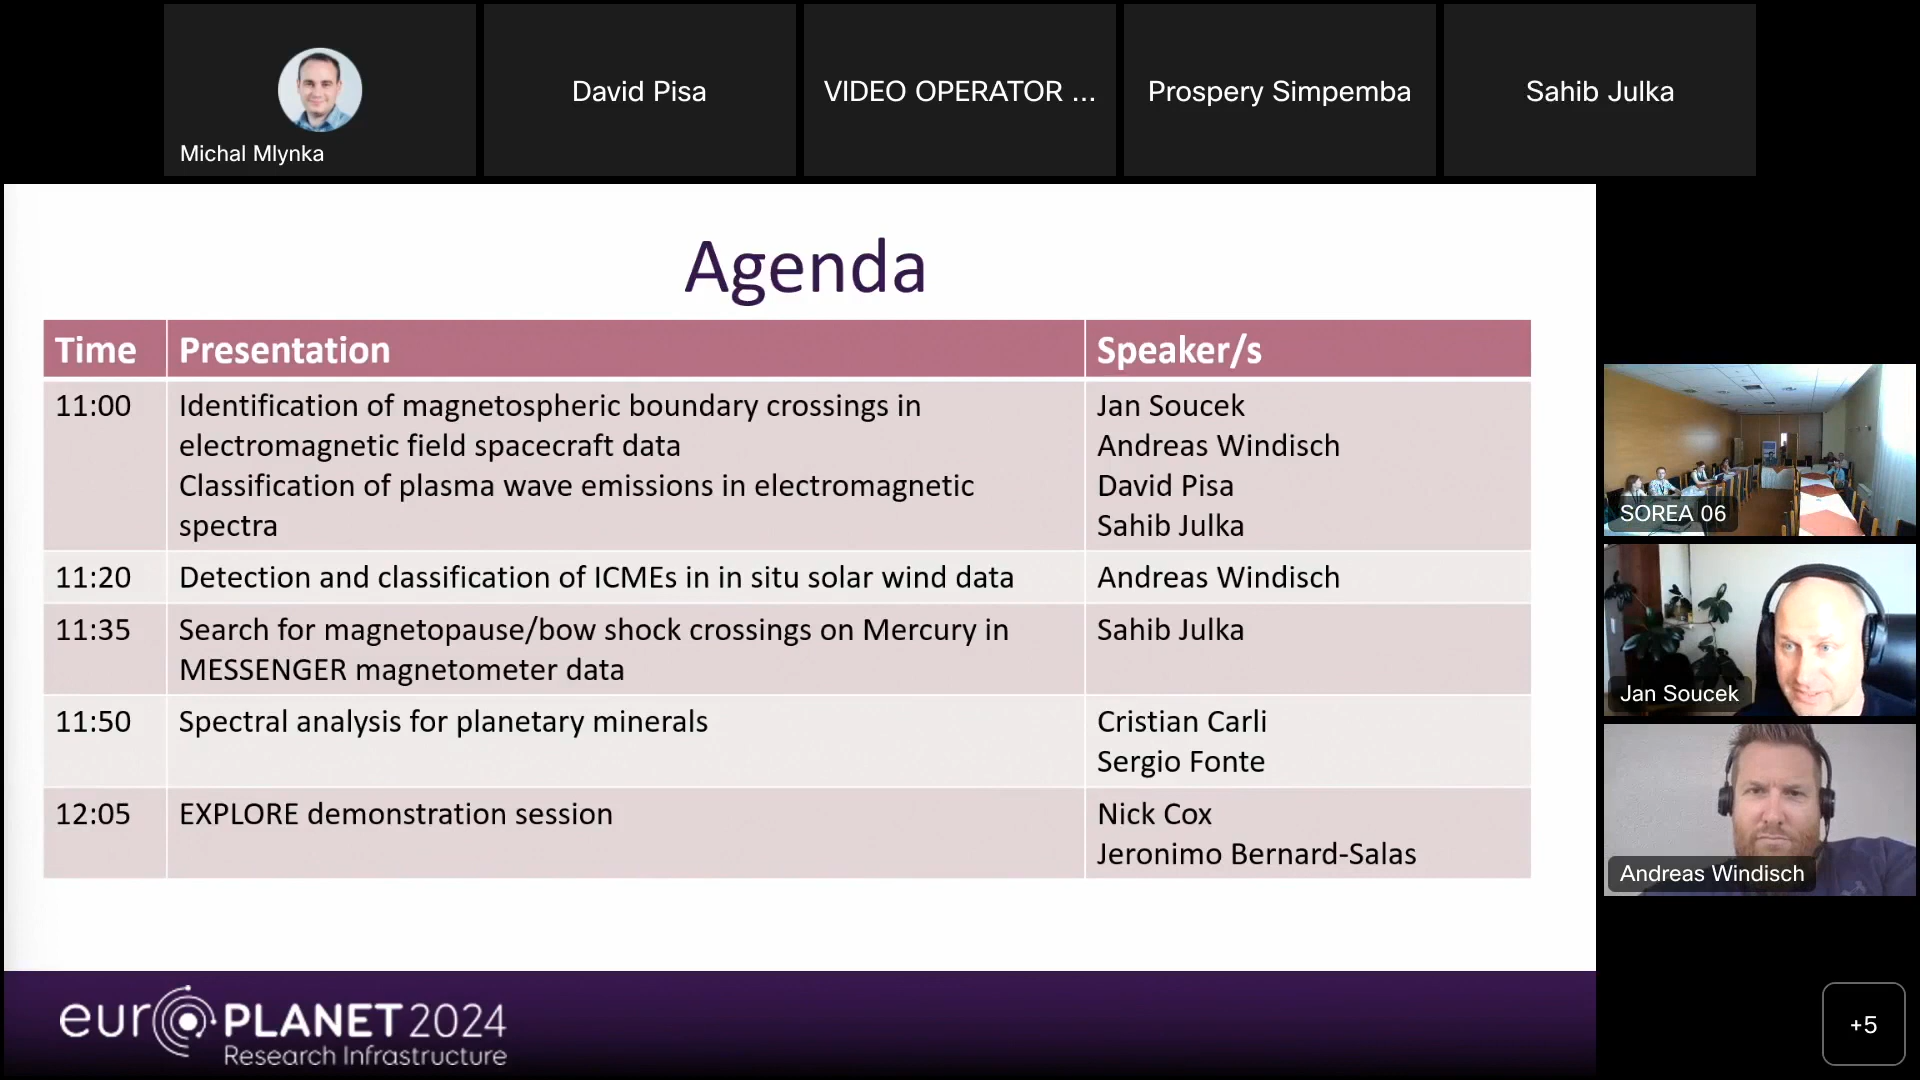 Michal Mlynka
David Pisa
VIDEO OPERATOR ...
Prospery Simpemba
Sahib Julka
Agenda
Time Presentation Speaker/s
11:00 Identification of magnetospheric boundary crossings in Jan Soucek
electromagnetic field spacecraft data Andreas Windisch
Classification of plasma wave emissions in electromagnetic David Pisa
spectra Sahib Julka
11:20 Detection and classification of ICMEs in in situ solar wind data Andreas Windisch
11:35 Search for magnetopause/bow shock crossings on Mercury in Sahib Julka
MESSENGER magnetometer data
11:50 Spectral analysis for planetary minerals Cristian Carli
Sergio Fonte
12:05 EXPLORE demonstration session Nick Cox
Jeronimo Bernard-Salas
SOREA 06
Jan Soucek
Andreas Windisch
euroPLANET 2024
Research Infrastructure
+5